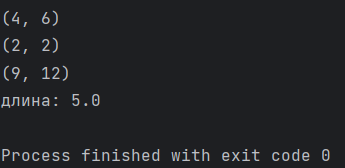 (4, 6)
(2, 2)
(9, 12)
длина: 5.0
Process finished with exit code 0